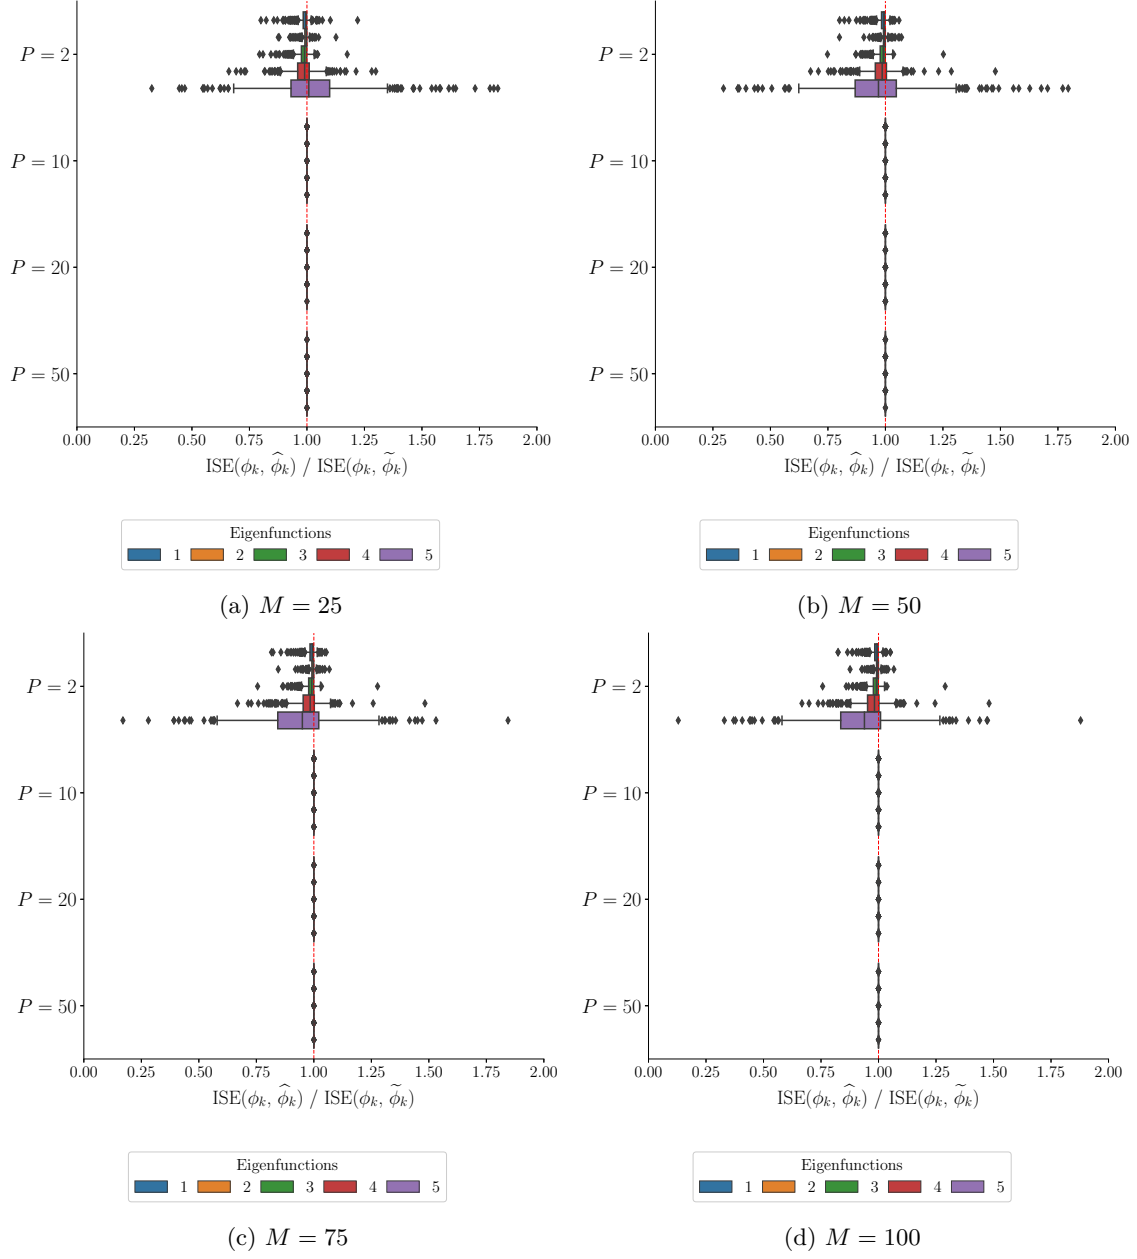 P = 2
P = 10
P = 20
P = 50
0.00 0.25 0.50 0.75 1.00 1.25 1.50 1.75 2.00
ISE(ϕₖ, ϕ̂ₖ) / ISE(ϕₖ, ϕ̃ₖ)
Eigenfunctions
1 2 3 4 5
(a) M = 25
P = 2
P = 10
P = 20
P = 50
0.00 0.25 0.50 0.75 1.00 1.25 1.50 1.75 2.00
ISE(ϕₖ, ϕ̂ₖ) / ISE(ϕₖ, ϕ̃ₖ)
Eigenfunctions
1 2 3 4 5
(b) M = 50
P = 2
P = 10
P = 20
P = 50
0.00 0.25 0.50 0.75 1.00 1.25 1.50 1.75 2.00
ISE(ϕₖ, ϕ̂ₖ) / ISE(ϕₖ, ϕ̃ₖ)
Eigenfunctions
1 2 3 4 5
(c) M = 75
P = 2
P = 10
P = 20
P = 50
0.00 0.25 0.50 0.75 1.00 1.25 1.50 1.75 2.00
ISE(ϕₖ, ϕ̂ₖ) / ISE(ϕₖ, ϕ̃ₖ)
Eigenfunctions
1 2 3 4 5
(d) M = 100